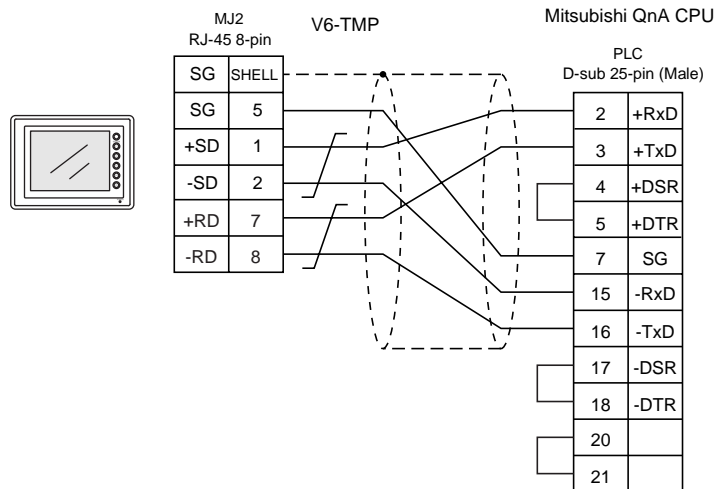 MJ2
RJ-45 8-pin
V6-TMP
Mitsubishi QnA CPU
PLC
D-sub 25-pin (Male)
SG SHELL
SG 5
+SD 1
-SD 2
+RD 7
-RD 8
2 +RxD
3 +TxD
4 +DSR
5 +DTR
7 SG
15 -RxD
16 -TxD
17 -DSR
18 -DTR
20
21